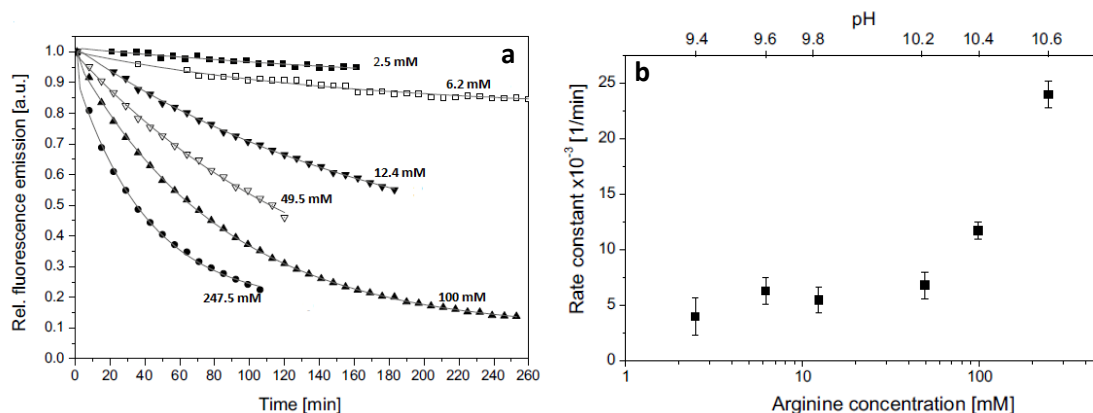 a
Rel. fluorescence emission [a.u.]
1.0
0.9
0.8
0.7
0.6
0.5
0.4
0.3
0.2
0.1
0.0
2.5 mM
6.2 mM
12.4 mM
49.5 mM
247.5 mM
100 mM
0 20 40 60 80 100 120 140 160 180 200 220 240 260
Time [min]
pH
9.4 9.6 9.8 10.2 10.4 10.6
b
Rate constant x10⁻³ [1/min]
25
20
15
10
5
0
1 10 100
Arginine concentration [mM]